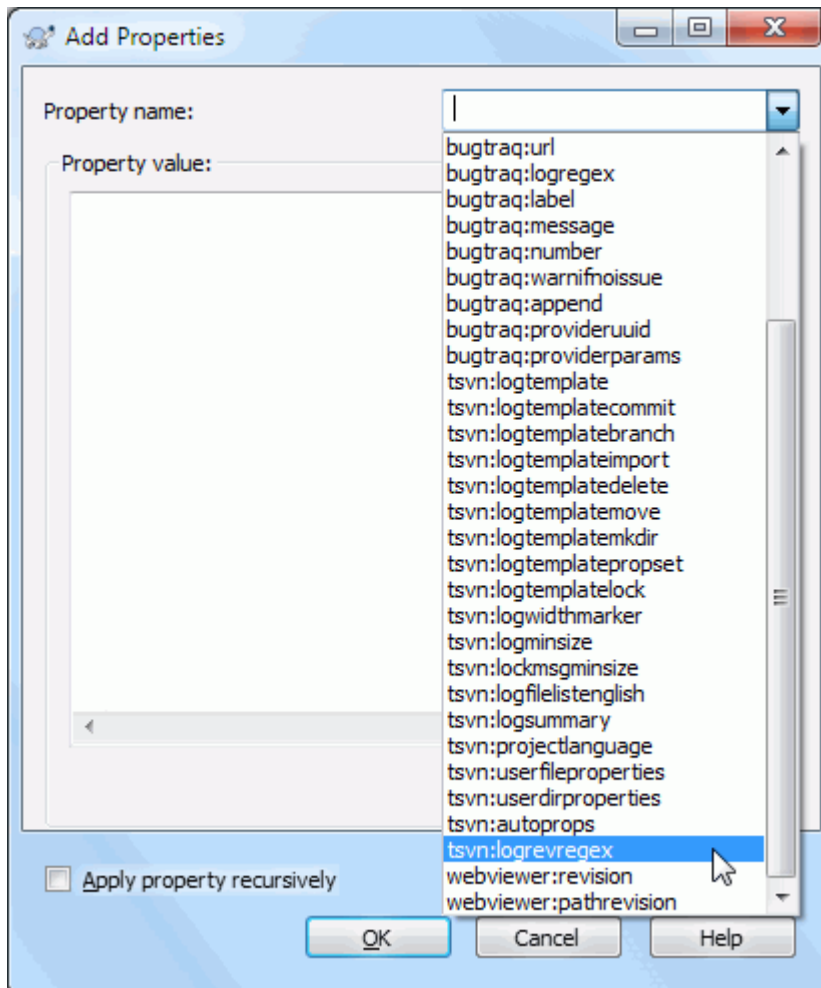 Add Properties
Property name:
Property value:
bugtraq:url
bugtraq:logregex
bugtraq:label
bugtraq:message
bugtraq:number
bugtraq:warnifnoissue
bugtraq:append
bugtraq:provideruuid
bugtraq:providerparams
tsvn:logtemplate
tsvn:logtemplatecommit
tsvn:logtemplatebranch
tsvn:logtemplateimport
tsvn:logtemplatedelete
tsvn:logtemplatemove
tsvn:logtemplatemkdir
tsvn:logtemplatepropset
tsvn:logtemplatelock
tsvn:logwidthmarker
tsvn:logminsize
tsvn:lockmsgminsize
tsvn:logfilelistenglish
tsvn:logsummary
tsvn:projectlanguage
tsvn:userfileproperties
tsvn:userdirproperties
tsvn:autoprops
tsvn:logrevregex
webviewer:revision
webviewer:pathrevision
Apply property recursively
OK Cancel Help